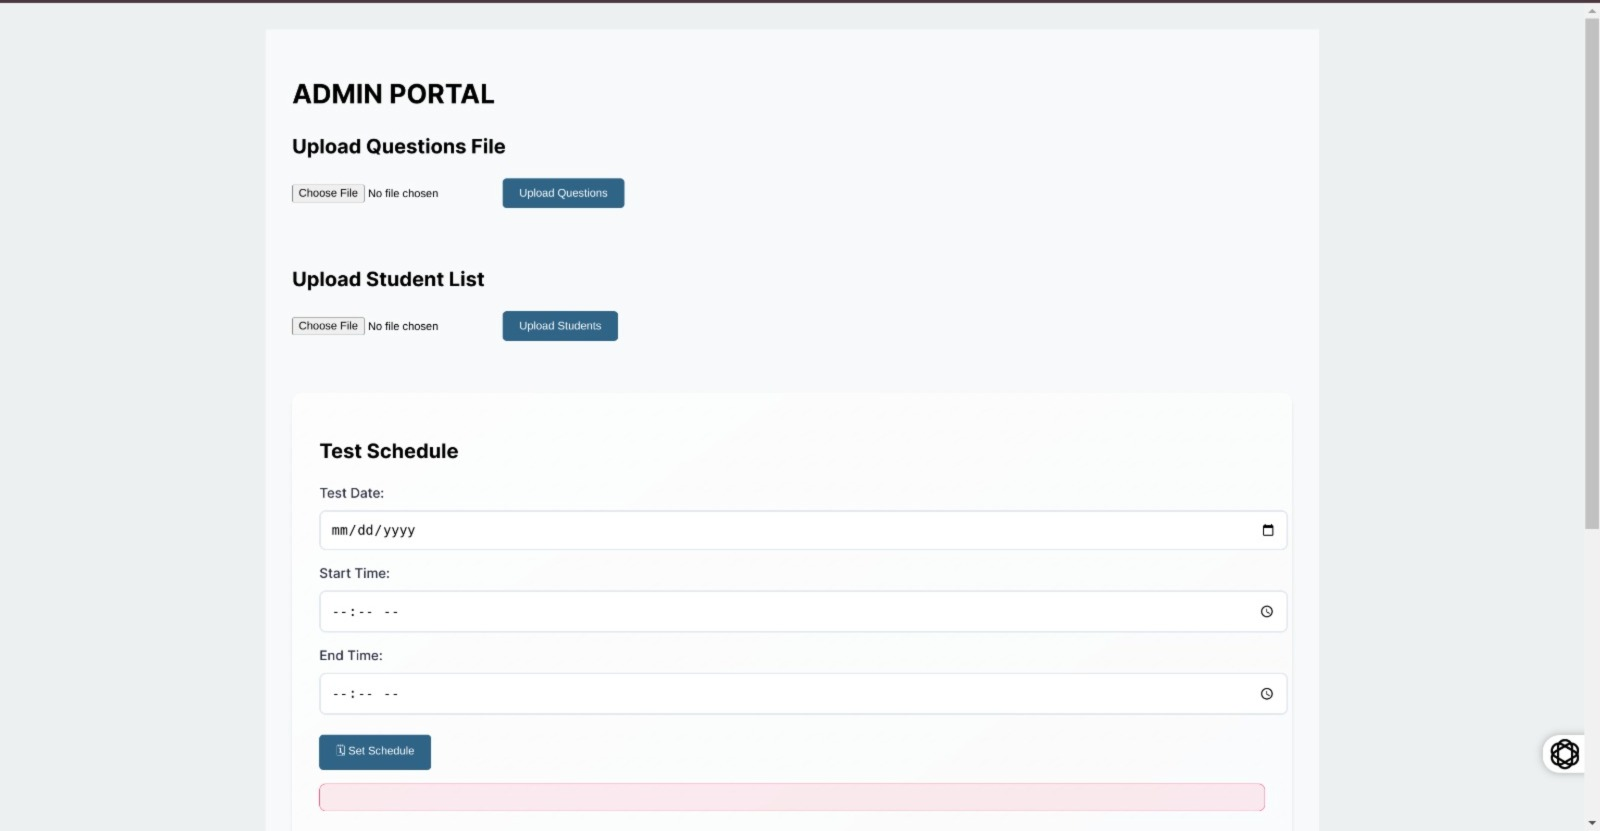 ADMIN PORTAL
Upload Questions File
Choose File No file chosen Upload Questions
Upload Student List
Choose File No file chosen Upload Students
Test Schedule
Test Date:
mm/dd/yyyy
Start Time:
--:-- --
End Time:
--:-- --
Set Schedule